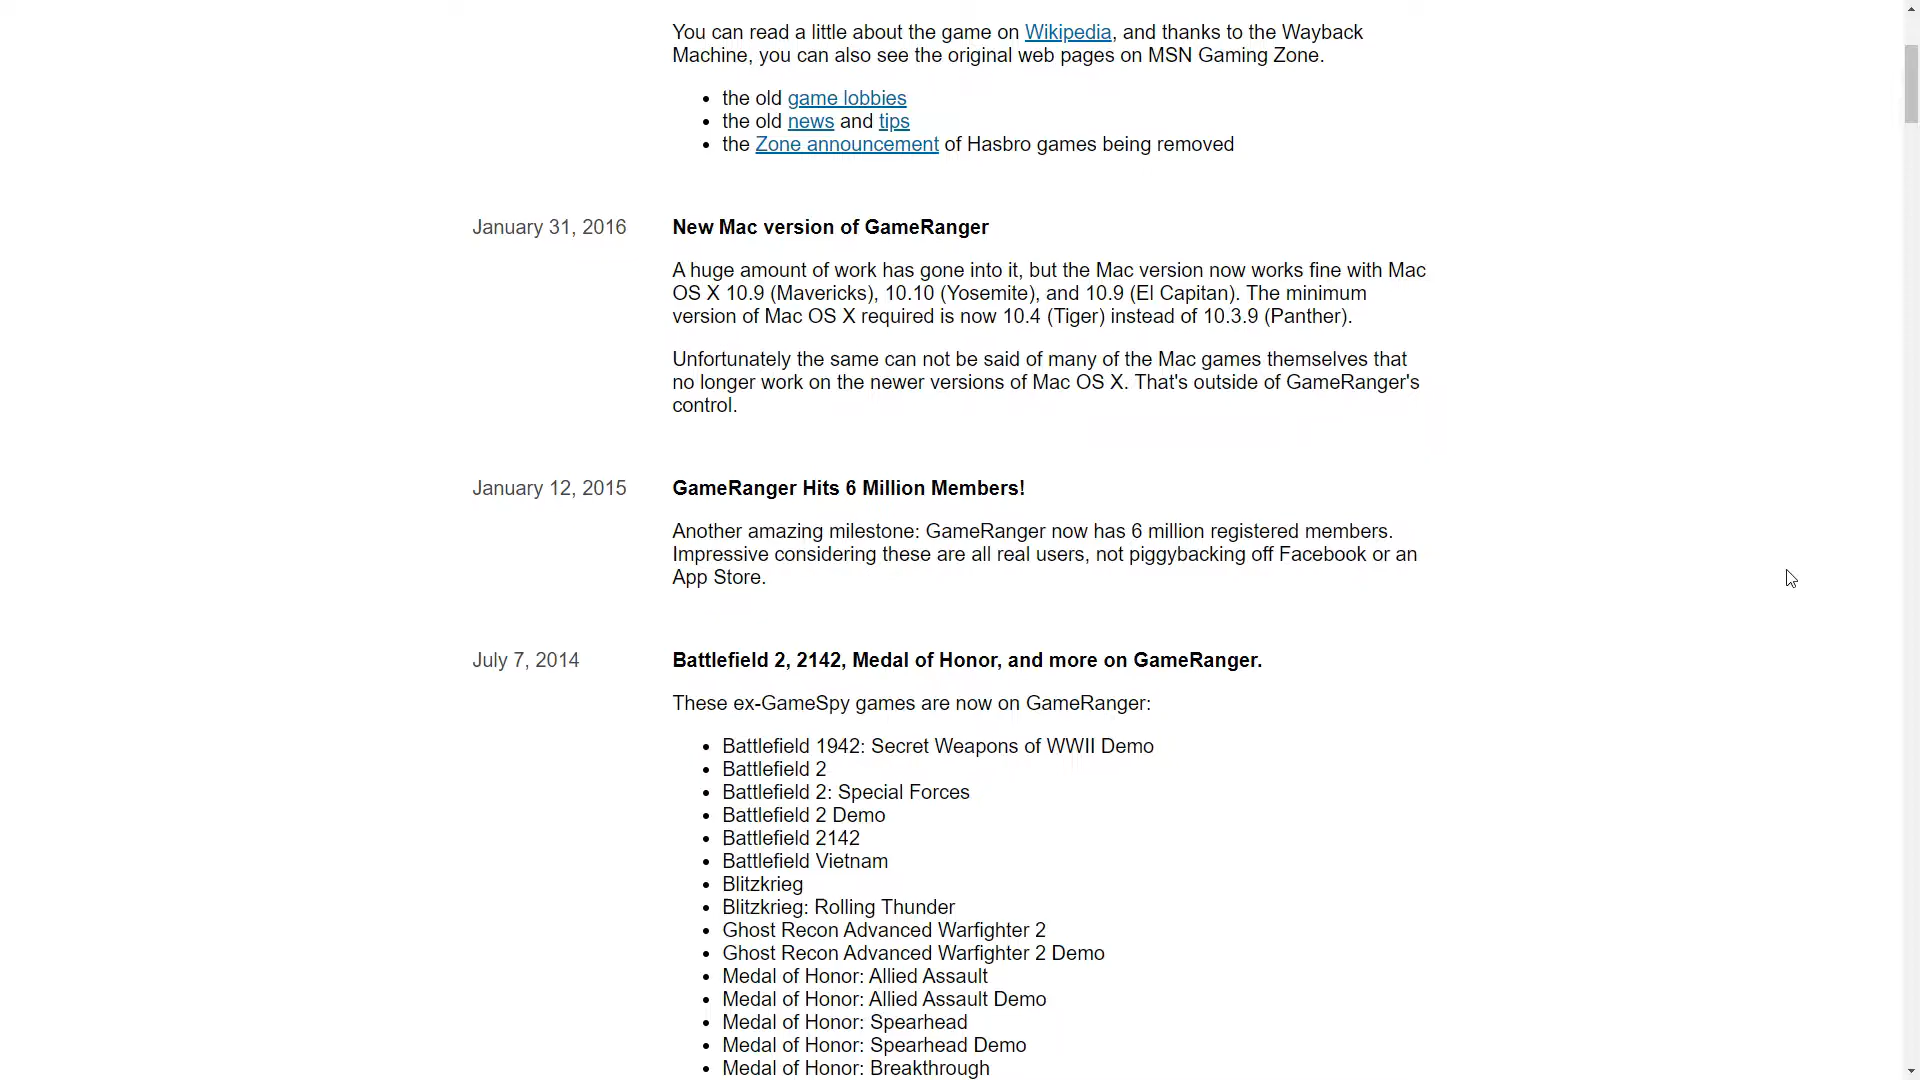 You can read a little about the game on Wikipedia, and thanks to the Wayback
Machine, you can also see the original web pages on MSN Gaming Zone.
• the old game lobbies
• the old news and tips
• the Zone announcement of Hasbro games being removed
January 31, 2016 New Mac version of GameRanger
A huge amount of work has gone into it, but the Mac version now works fine with Mac
OS X 10.9 (Mavericks), 10.10 (Yosemite), and 10.9 (El Capitan). The minimum
version of Mac OS X required is now 10.4 (Tiger) instead of 10.3.9 (Panther).
Unfortunately the same can not be said of many of the Mac games themselves that
no longer work on the newer versions of Mac OS X. That's outside of GameRanger's
control.
January 12, 2015 GameRanger Hits 6 Million Members!
Another amazing milestone: GameRanger now has 6 million registered members.
Impressive considering these are all real users, not piggybacking off Facebook or an
App Store.
July 7, 2014 Battlefield 2, 2142, Medal of Honor, and more on GameRanger.
These ex-GameSpy games are now on GameRanger:
• Battlefield 1942: Secret Weapons of WWII Demo
• Battlefield 2
• Battlefield 2: Special Forces
• Battlefield 2 Demo
• Battlefield 2142
• Battlefield Vietnam
• Blitzkrieg
• Blitzkrieg: Rolling Thunder
• Ghost Recon Advanced Warfighter 2
• Ghost Recon Advanced Warfighter 2 Demo
• Medal of Honor: Allied Assault
• Medal of Honor: Allied Assault Demo
• Medal of Honor: Spearhead
• Medal of Honor: Spearhead Demo
• Medal of Honor: Breakthrough